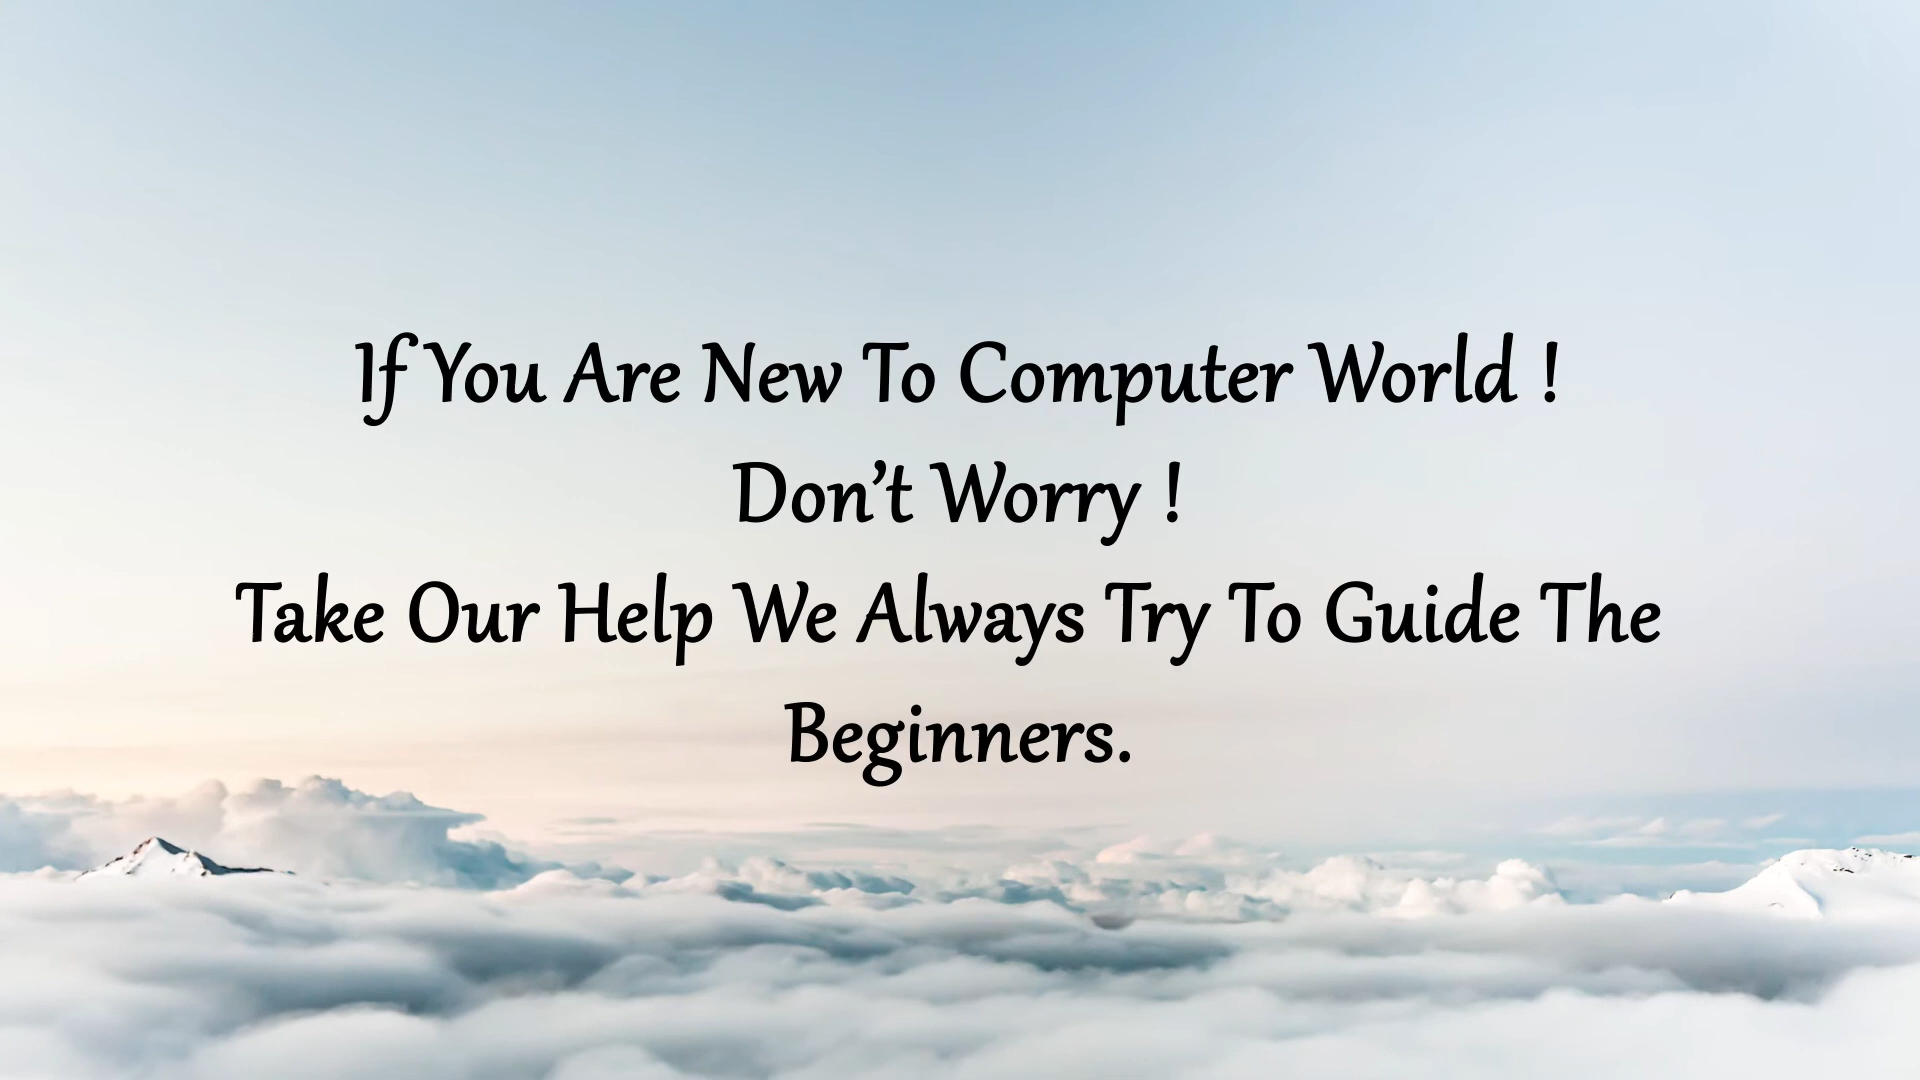 If You Are New To Computer World !
Don’t Worry !
Take Our Help We Always Try To Guide The
Beginners.